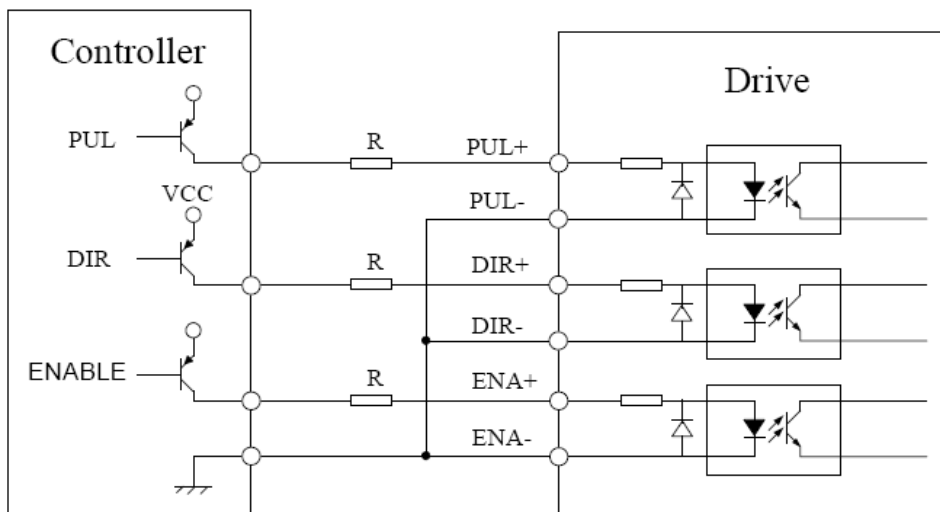 Controller
Drive
PUL
R
PUL+
VCC
PUL-
DIR
R
DIR+
DIR-
ENABLE
R
ENA+
ENA-